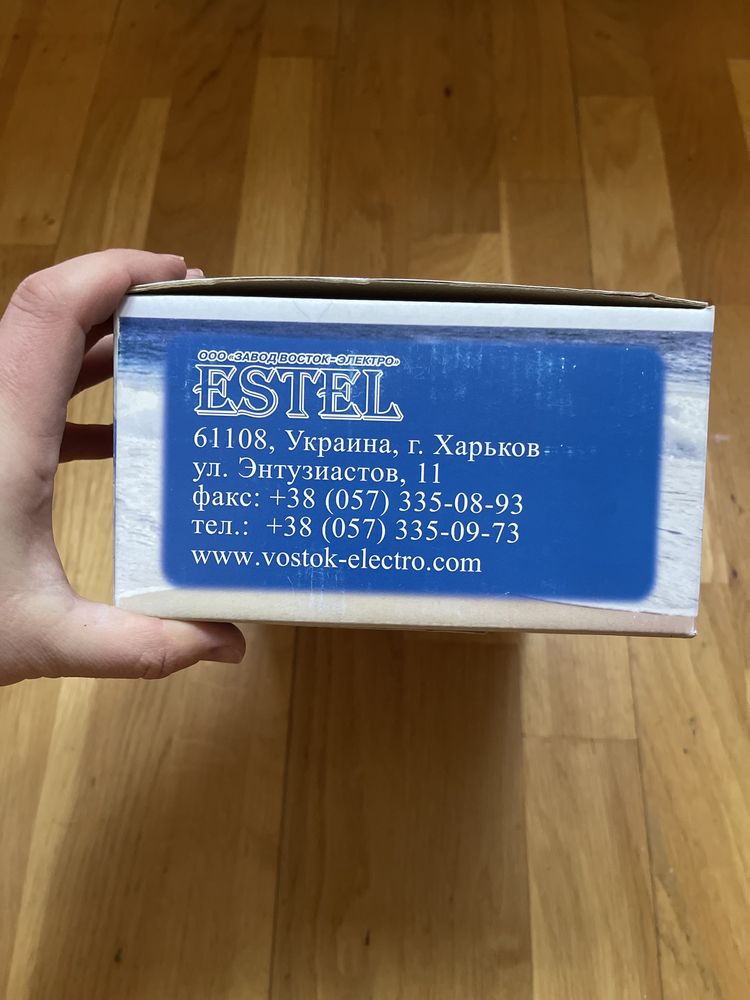 ООО «ЗАВОД ВОСТОК-ЭЛЕКТРО»
ESTEL
61108, Украина, г. Харьков
ул. Энтузиастов, 11
факс: +38 (057) 335-08-93
тел.: +38 (057) 335-09-73
www.vostok-electro.com